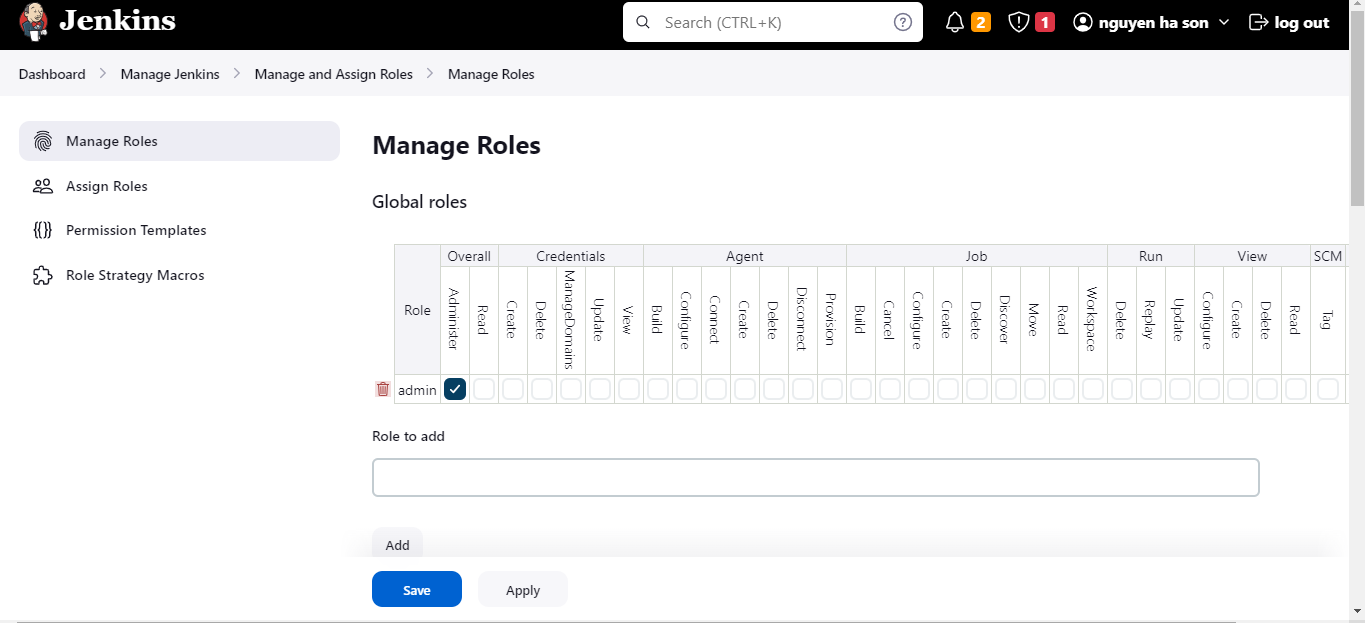 Jenkins
Search (CTRL+K)
2
1
nguyen ha son
log out
Dashboard
Manage Jenkins
Manage and Assign Roles
Manage Roles
Manage Roles
Assign Roles
Permission Templates
Role Strategy Macros
Manage Roles
Global roles
Role
Overall Credentials Agent Job Run View SCM
Administer Read Create Delete ManageDomains Update View Build Configure Connect Create Delete Disconnect Provision Build Cancel Configure Create Delete Discover Move Read Workspace Delete Replay Update Configure Create Delete Read Tag
admin
Role to add
Add
Save
Apply